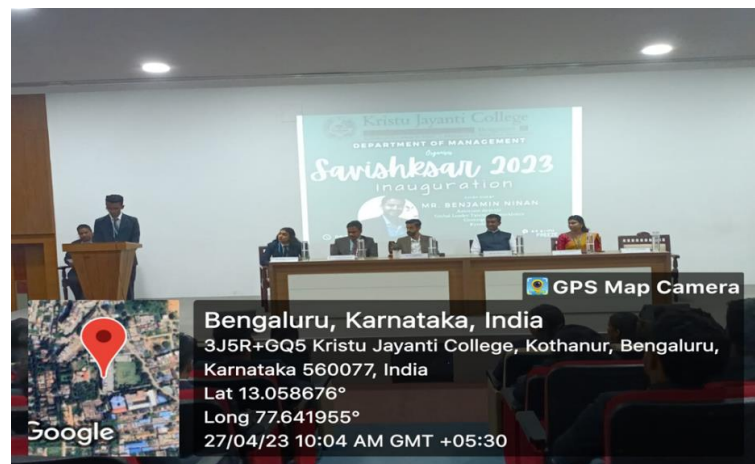 Kristu Jayanti College
DEPARTMENT OF MANAGEMENT
Organises
Savishksar 2023
Inauguration
MR. BENJAMIN NINAN
GPS Map Camera
Bengaluru, Karnataka, India
3J5R+GQ5 Kristu Jayanti College, Kothanur, Bengaluru,
Karnataka 560077, India
Lat 13.058676°
Long 77.641955°
27/04/23 10:04 AM GMT +05:30
Google